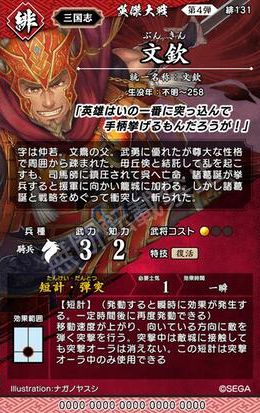 緋
三国志
英傑大戦
第4弾
緋131
ぶん きん
文欽
統一名称：文欽
生没年：不明～258
「英雄はいの一番に突っ込んで
手柄挙げるもんだろうが！」
字は仲若。文鴦の父。武勇に優れたが尊大な性格
で周囲から疎まれた。毌丘倹と結託して乱を起こ
すも、司馬師に鎮圧されて呉へ亡命。諸葛誕が挙
兵すると援軍に向かい籠城に加わる。しかし諸葛
誕と戦略をめぐって衝突し、斬られた。
兵種 武力 知力 武将コスト
騎兵 3 2 特技 復活
たんけい・だんとつ
短計・弾突
必要士気 1
効果時間 一瞬
効果範囲
【短計】（発動すると瞬時に効果が発生す
る。一定時間後に再度発動できる）
移動速度が上がり、向いている方向に敵を
弾く突撃を行う。突撃中は敵城に接触して
も突撃オーラは消えない。この短計は突撃
オーラ中のみ使用できる
Illustration:ナガノヤスシ
©SEGA
0000-0000-0000-0000-0000